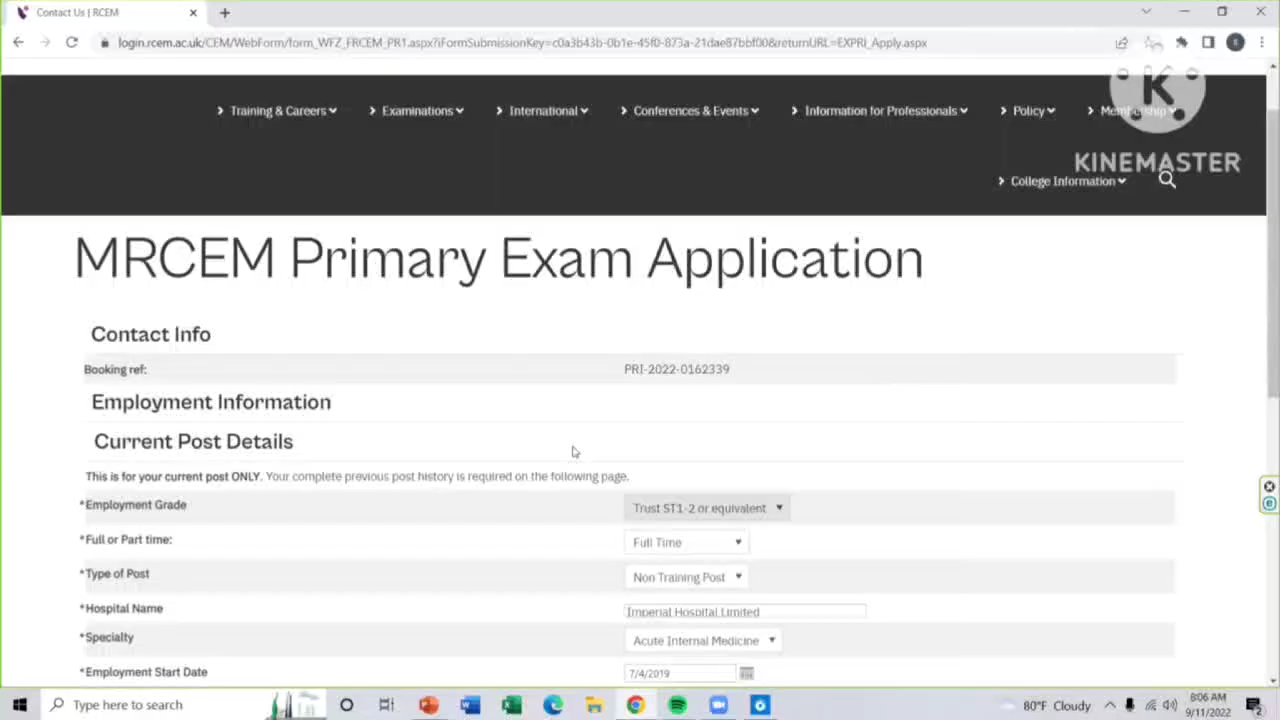 Contact Us | RCEM
login.rcem.ac.uk/CEM/WebForm/form_WFZ_FRCEM_PR1.aspx?iFormSubmissionKey=c0a3b43b-0b1e-45f0-873a-21dae87bbf00&returnURL=EXPRI_Apply.aspx
Training & Careers Examinations International Conferences & Events Information for Professionals Policy Membership
K
KINEMASTER
College Information
MRCEM Primary Exam Application
Contact Info
Booking ref: PRI-2022-0162339
Employment Information
Current Post Details
This is for your current post ONLY. Your complete previous post history is required on the following page.
*Employment Grade Trust ST1-2 or equivalent
*Full or Part time: Full Time
*Type of Post Non Training Post
*Hospital Name Imperial Hospital Limited
*Specialty Acute Internal Medicine
*Employment Start Date 7/4/2019
Type here to search 80°F Cloudy 8:06 AM
9/11/2022